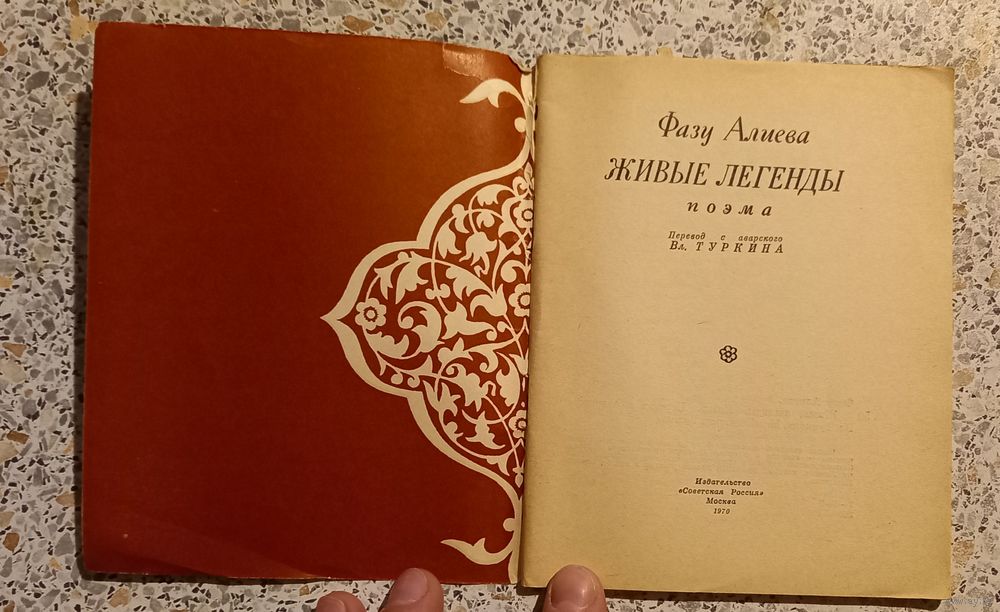 Фазу Алиева
ЖИВЫЕ ЛЕГЕНДЫ
поэма
Перевод с аварского
Вл. ТУРКИНА
Издательство
«Советская Россия»
Москва
1970